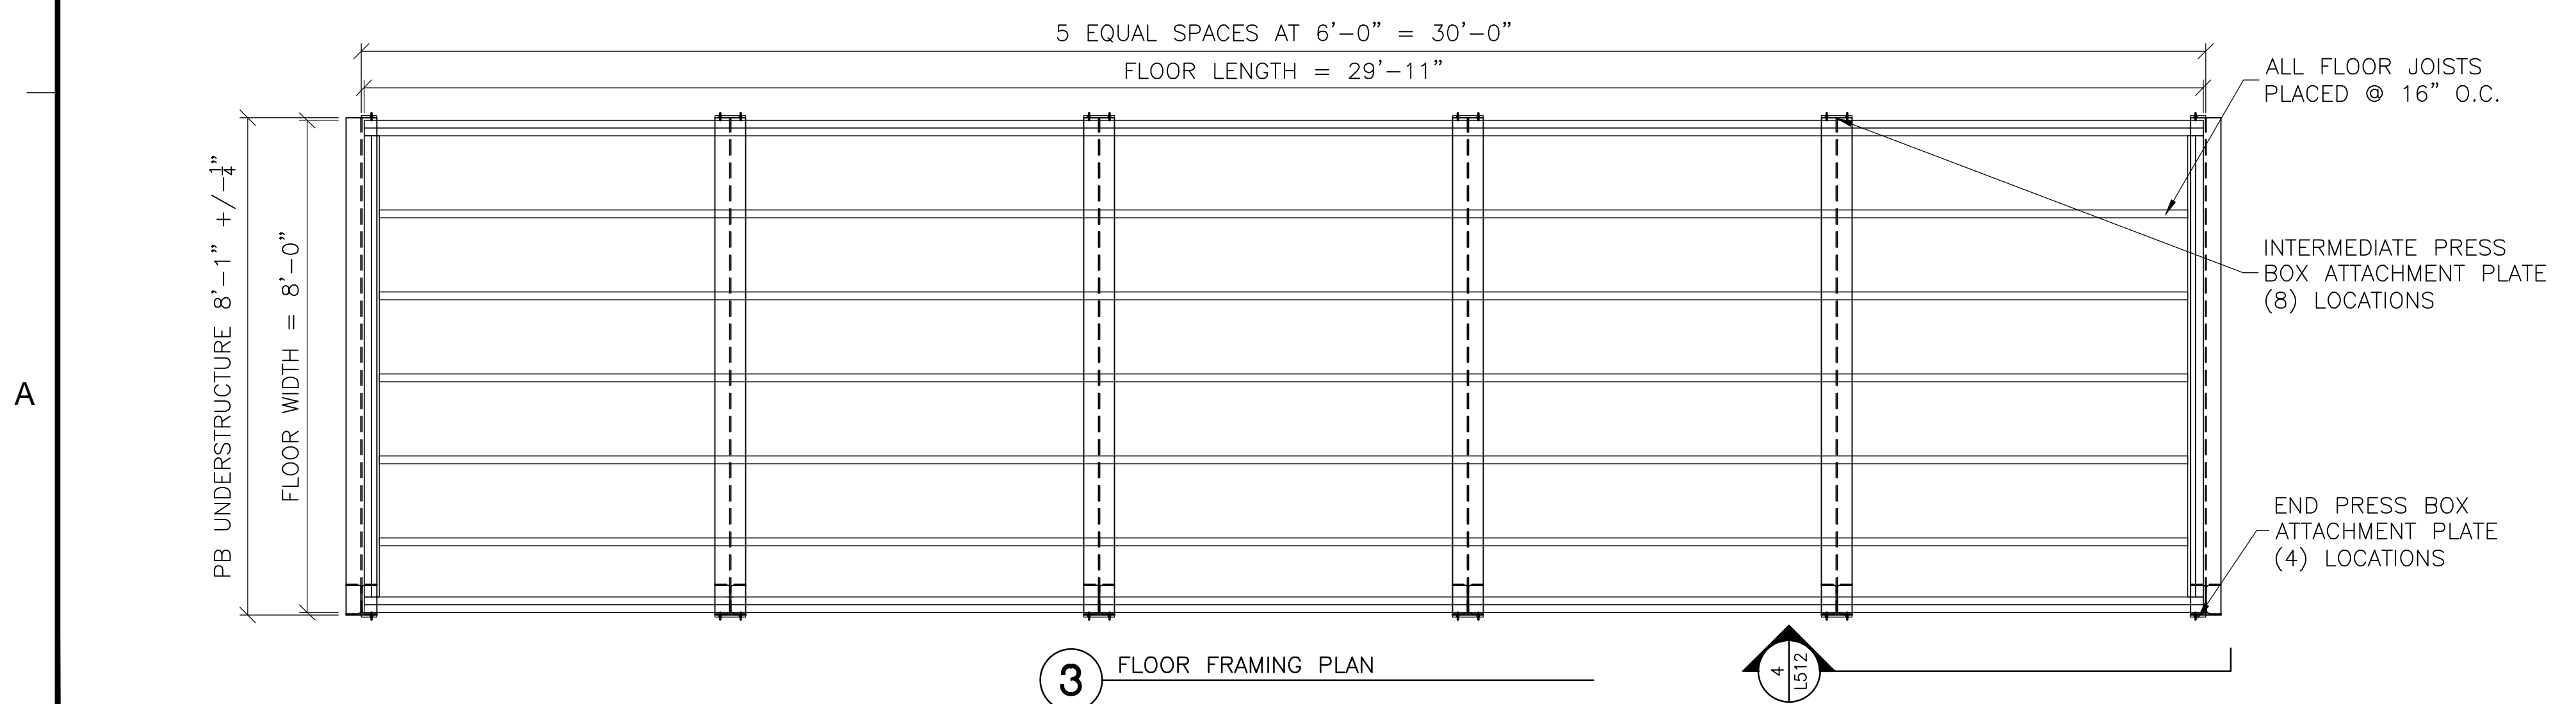 5 EQUAL SPACES AT 6'-0" = 30'-0"
FLOOR LENGTH = 29'-11"
ALL FLOOR JOISTS
PLACED @ 16" O.C.
PB UNDERSTRUCTURE 8'-1" +/-1/4"
FLOOR WIDTH = 8'-0"
INTERMEDIATE PRESS
BOX ATTACHMENT PLATE
(8) LOCATIONS
A
END PRESS BOX
ATTACHMENT PLATE
(4) LOCATIONS
3 FLOOR FRAMING PLAN
4
L512